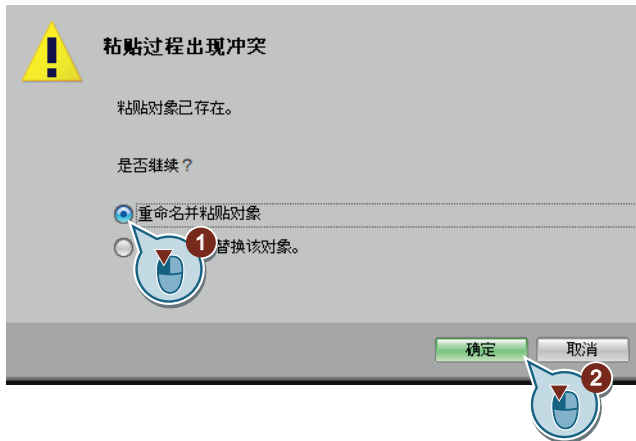 粘贴过程出现冲突
粘贴对象已存在。
是否继续？
重命名并粘贴对象
1
替换该对象。
确定
取消
2